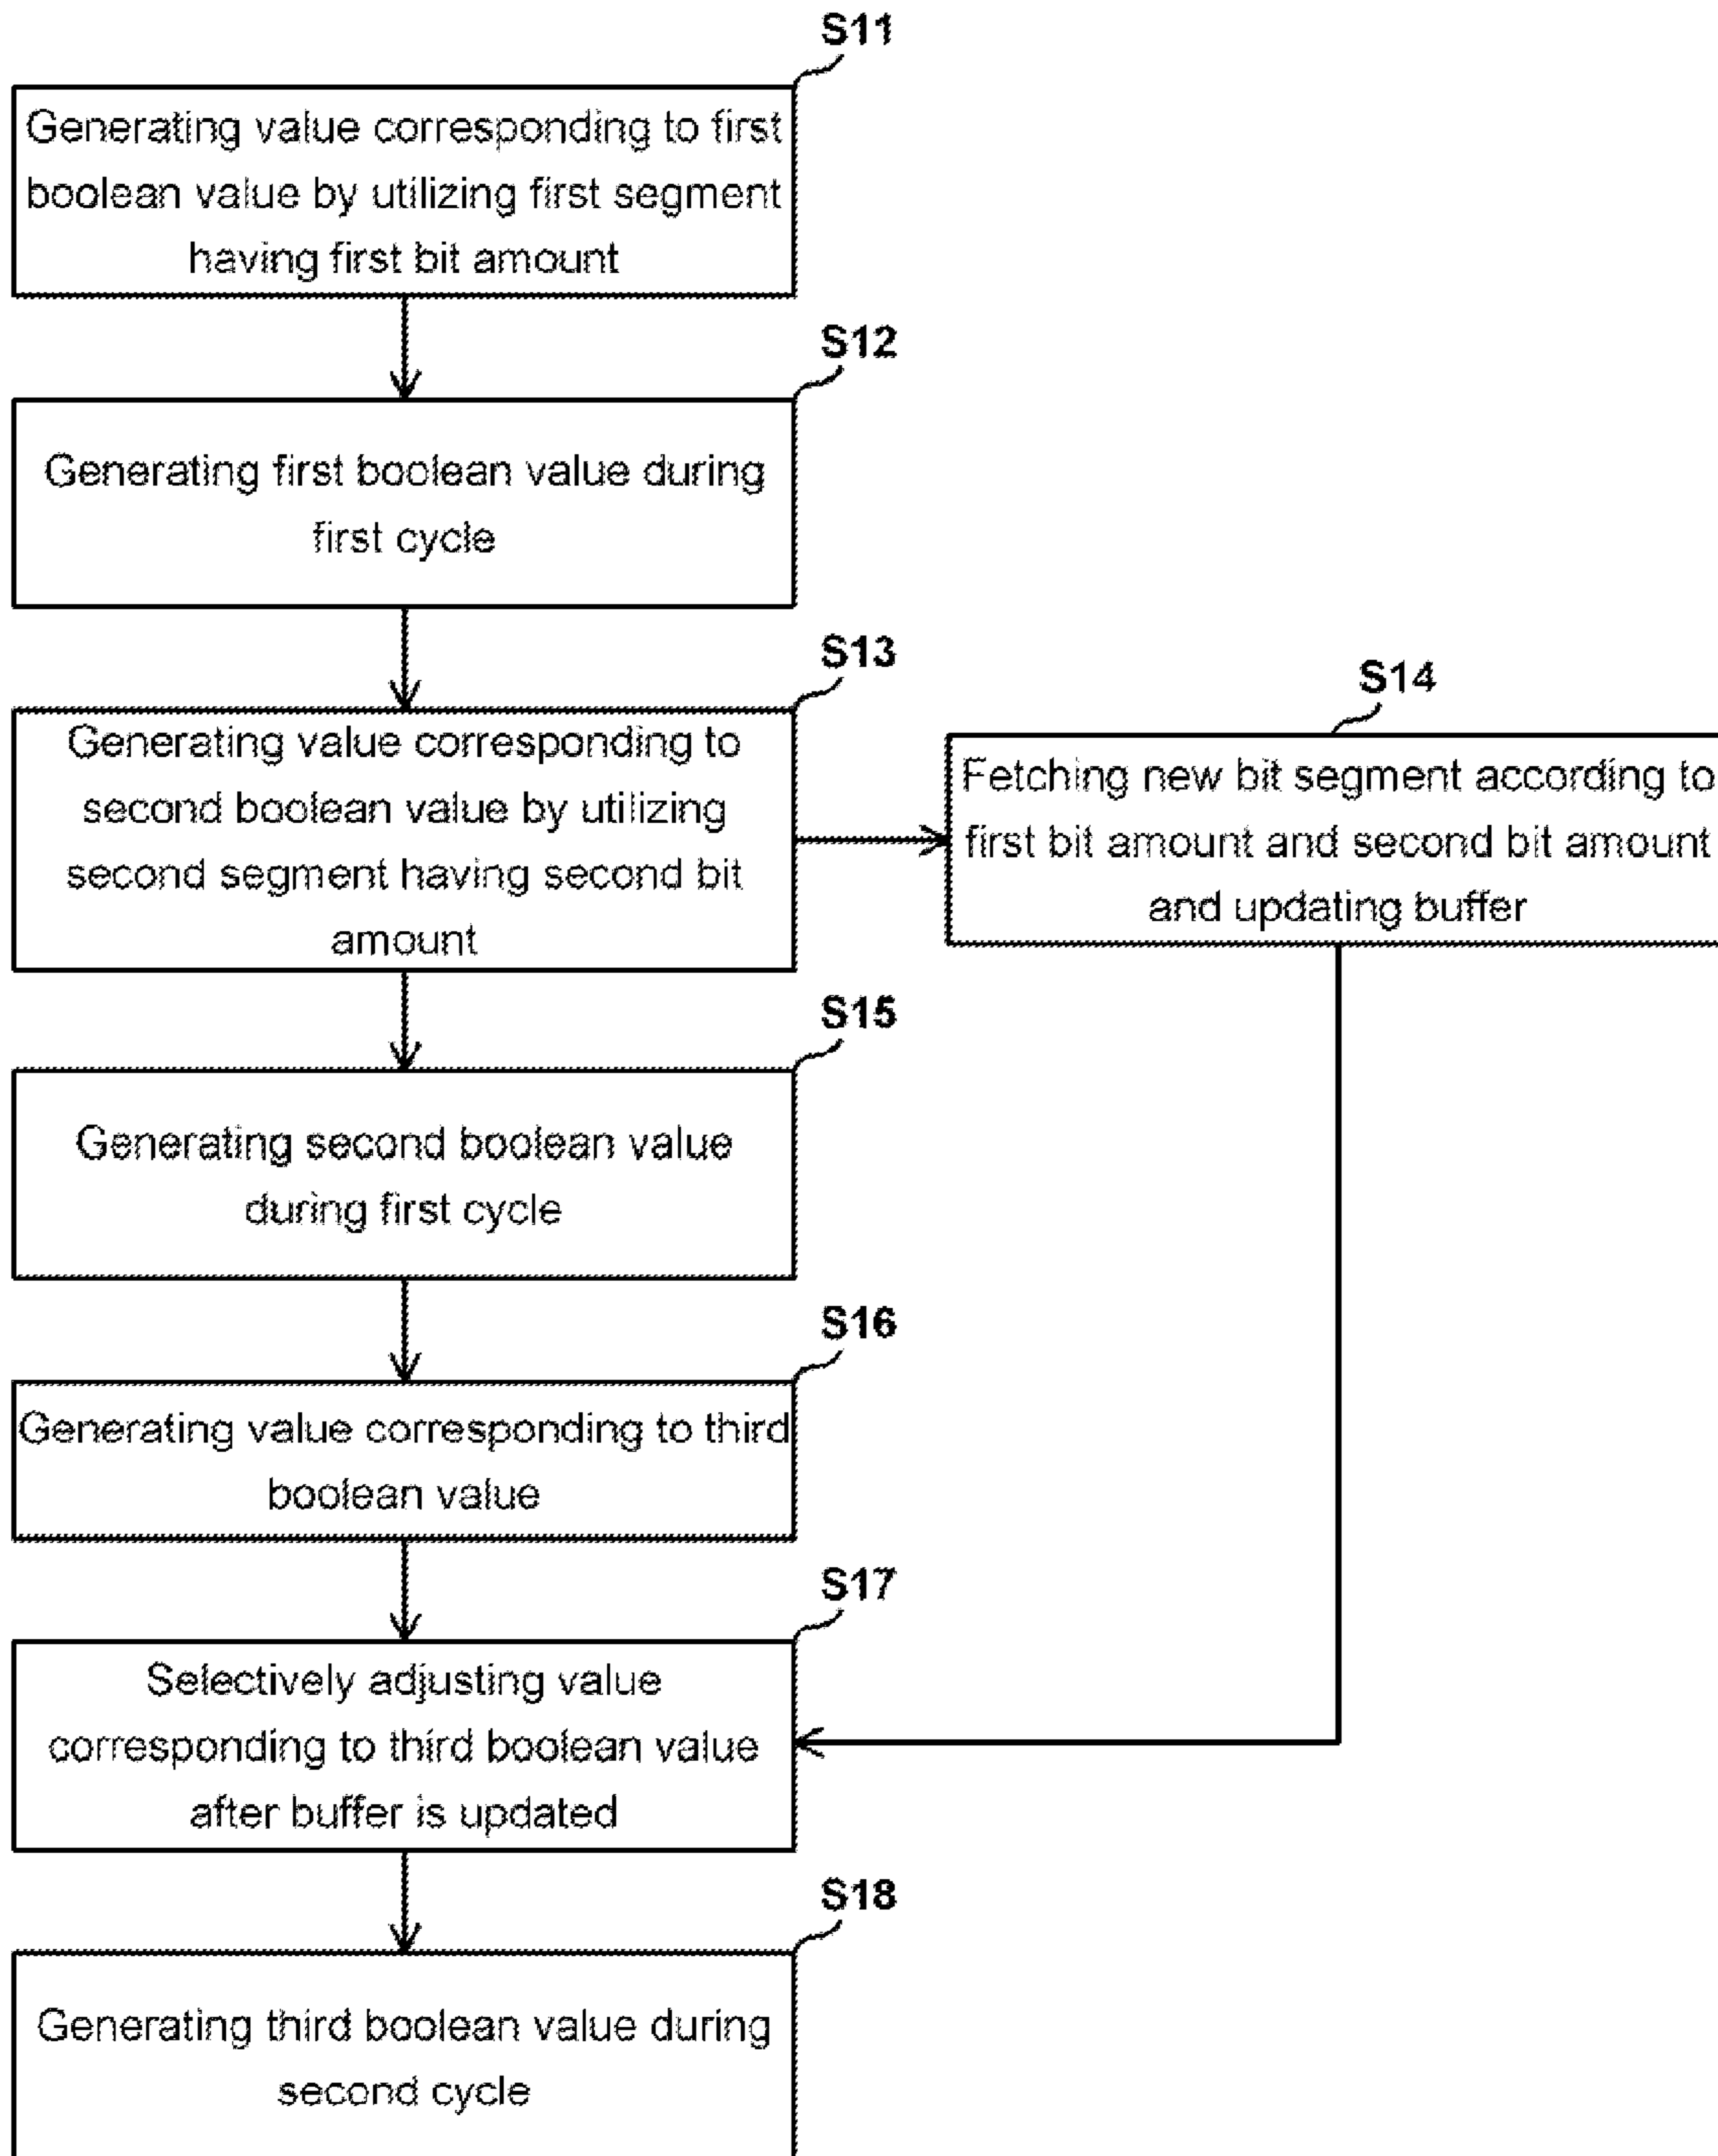 S11
Generating value corresponding to first
boolean value by utilizing first segment
having first bit amount
S12
Generating first boolean value during
first cycle
S13
Generating value corresponding to
second boolean value by utilizing
second segment having second bit
amount
S14
Fetching new bit segment according to
first bit amount and second bit amount
and updating buffer
S15
Generating second boolean value
during first cycle
S16
Generating value corresponding to third
boolean value
S17
Selectively adjusting value
corresponding to third boolean value
after buffer is updated
S18
Generating third boolean value during
second cycle